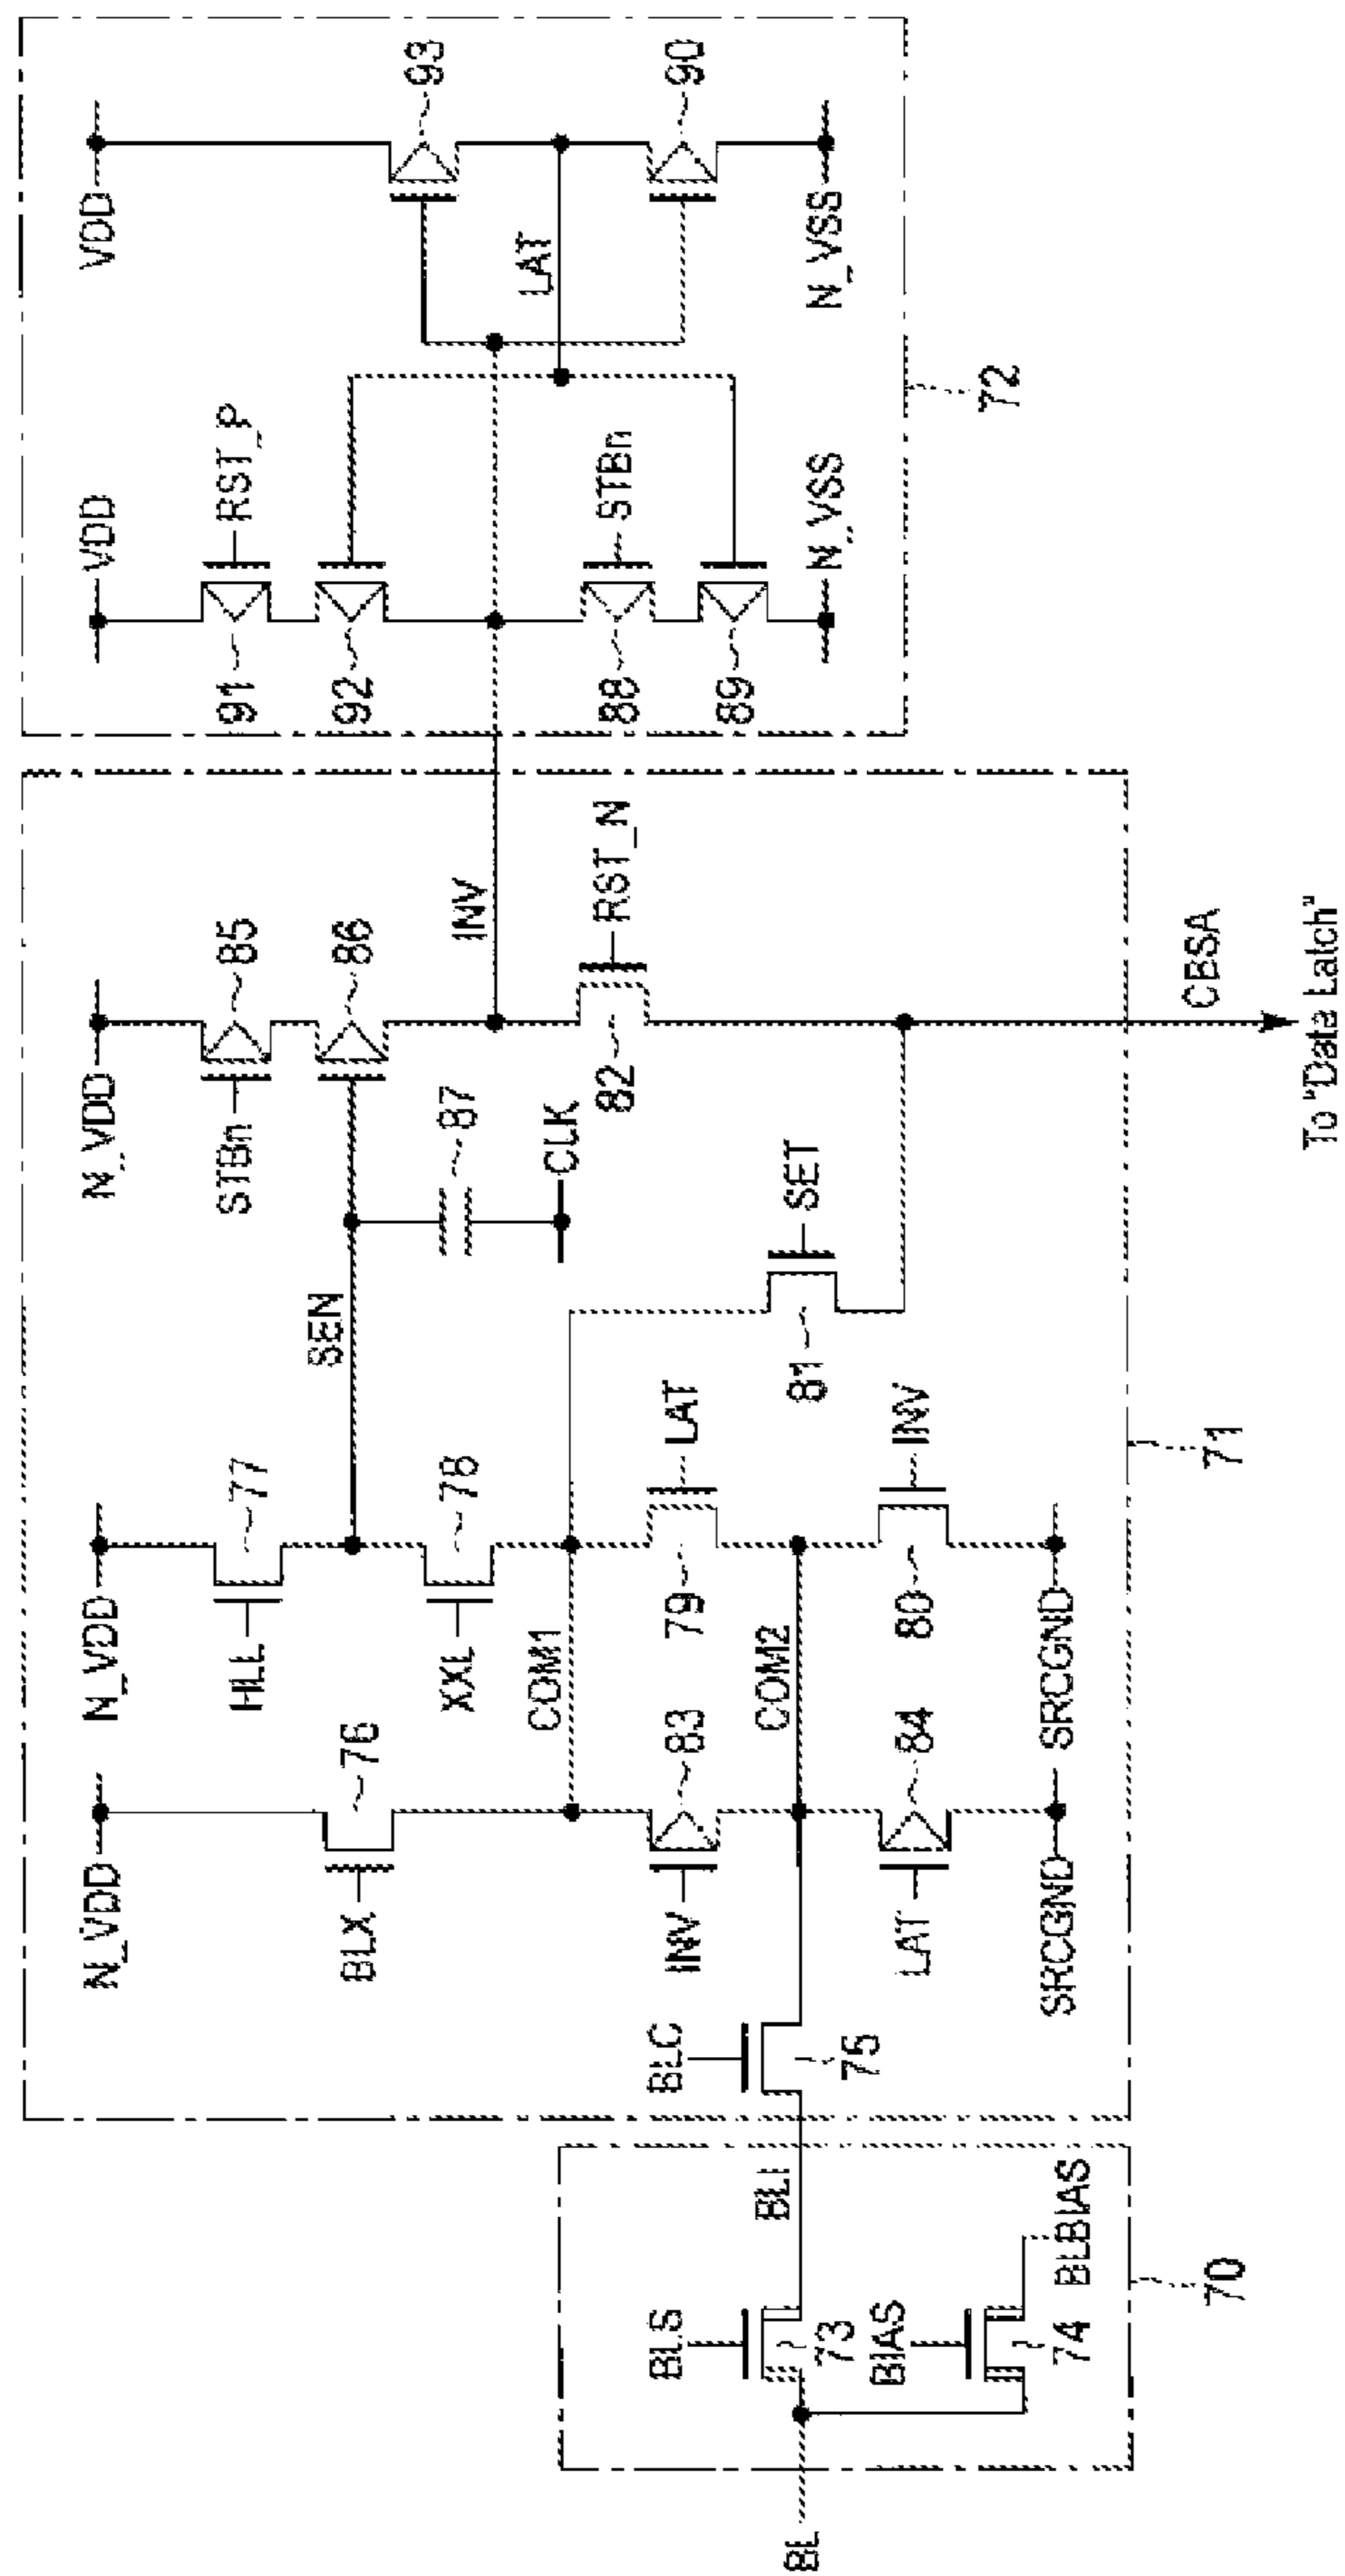 N_VDD
N_VDD
N_VDD
VDD
VDD
HLL
77
STBn
85
91
RST_P
93
SEN
86
92
BLX
76
XXL
78
87
INV
LAT
COM1
CLK
82
RST_N
88
STBn
90
BLS
BLC
INV
83
79
LAT
89
BLI
COM2
81
SET
N_VSS
N_VSS
BL
73
75
BIAS
LAT
84
80
INV
72
74
BLBIAS
SRCGND
SRCGND
70
71
CBSA
To "Data Latch"